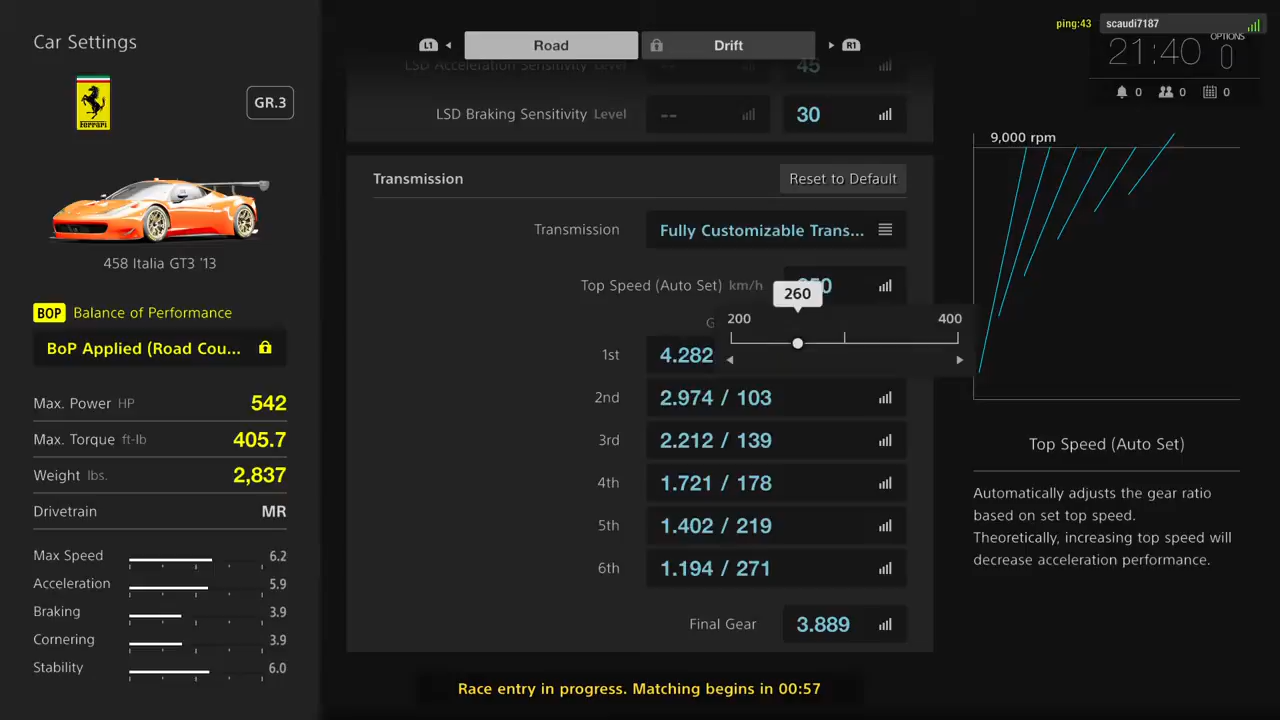 Car Settings
L1 Road Drift R1
ping:43 scaudi7187
21:40 OPTIONS
0 0 0
Ferrari
GR.3
458 Italia GT3 '13
BOP Balance of Performance
BoP Applied (Road Cou...
Max. Power HP 542
Max. Torque ft-lb 405.7
Weight lbs. 2,837
Drivetrain MR
Max Speed 6.2
Acceleration 5.9
Braking 3.9
Cornering 3.9
Stability 6.0
LSD Acceleration Sensitivity Level -- 45
LSD Braking Sensitivity Level -- 30
Transmission Reset to Default
Transmission Fully Customizable Trans...
Top Speed (Auto Set) km/h
260
200 400
1st 4.282
2nd 2.974 / 103
3rd 2.212 / 139
4th 1.721 / 178
5th 1.402 / 219
6th 1.194 / 271
Final Gear 3.889
9,000 rpm
Top Speed (Auto Set)
Automatically adjusts the gear ratio
based on set top speed.
Theoretically, increasing top speed will
decrease acceleration performance.
Race entry in progress. Matching begins in 00:57